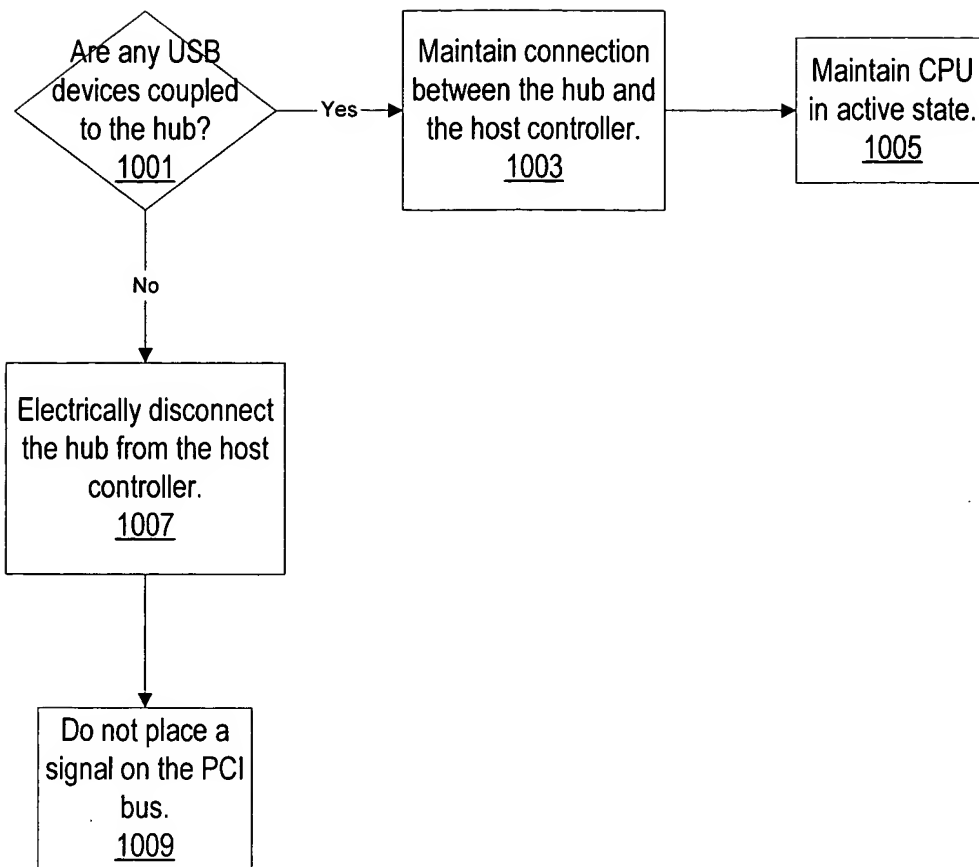 Are any USB
devices coupled
to the hub?
1001
Yes
Maintain connection
between the hub and
the host controller.
1003
Maintain CPU
in active state.
1005
No
Electrically disconnect
the hub from the host
controller.
1007
Do not place a
signal on the PCI
bus.
1009